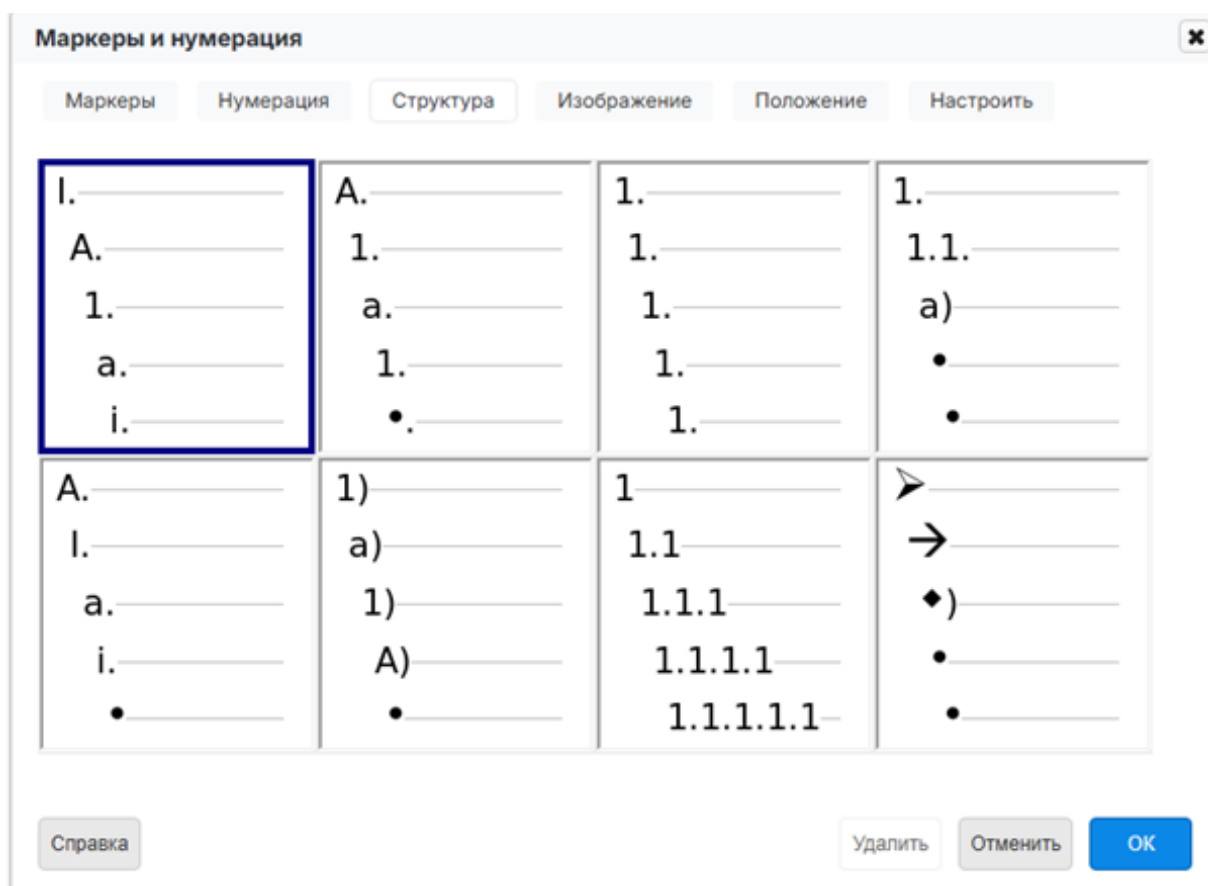 Маркеры и нумерация
Маркеры Нумерация Структура Изображение Положение Настроить
I. A. 1. 1.
A. 1. 1. 1.1.
1. a. 1. a)
a. 1. 1. •
i. •. 1. •
A. 1) 1 ➢
I. a) 1.1 →
a. 1) 1.1.1 ◆)
i. A) 1.1.1.1 •
• • 1.1.1.1.1 •
Справка Удалить Отменить ОК